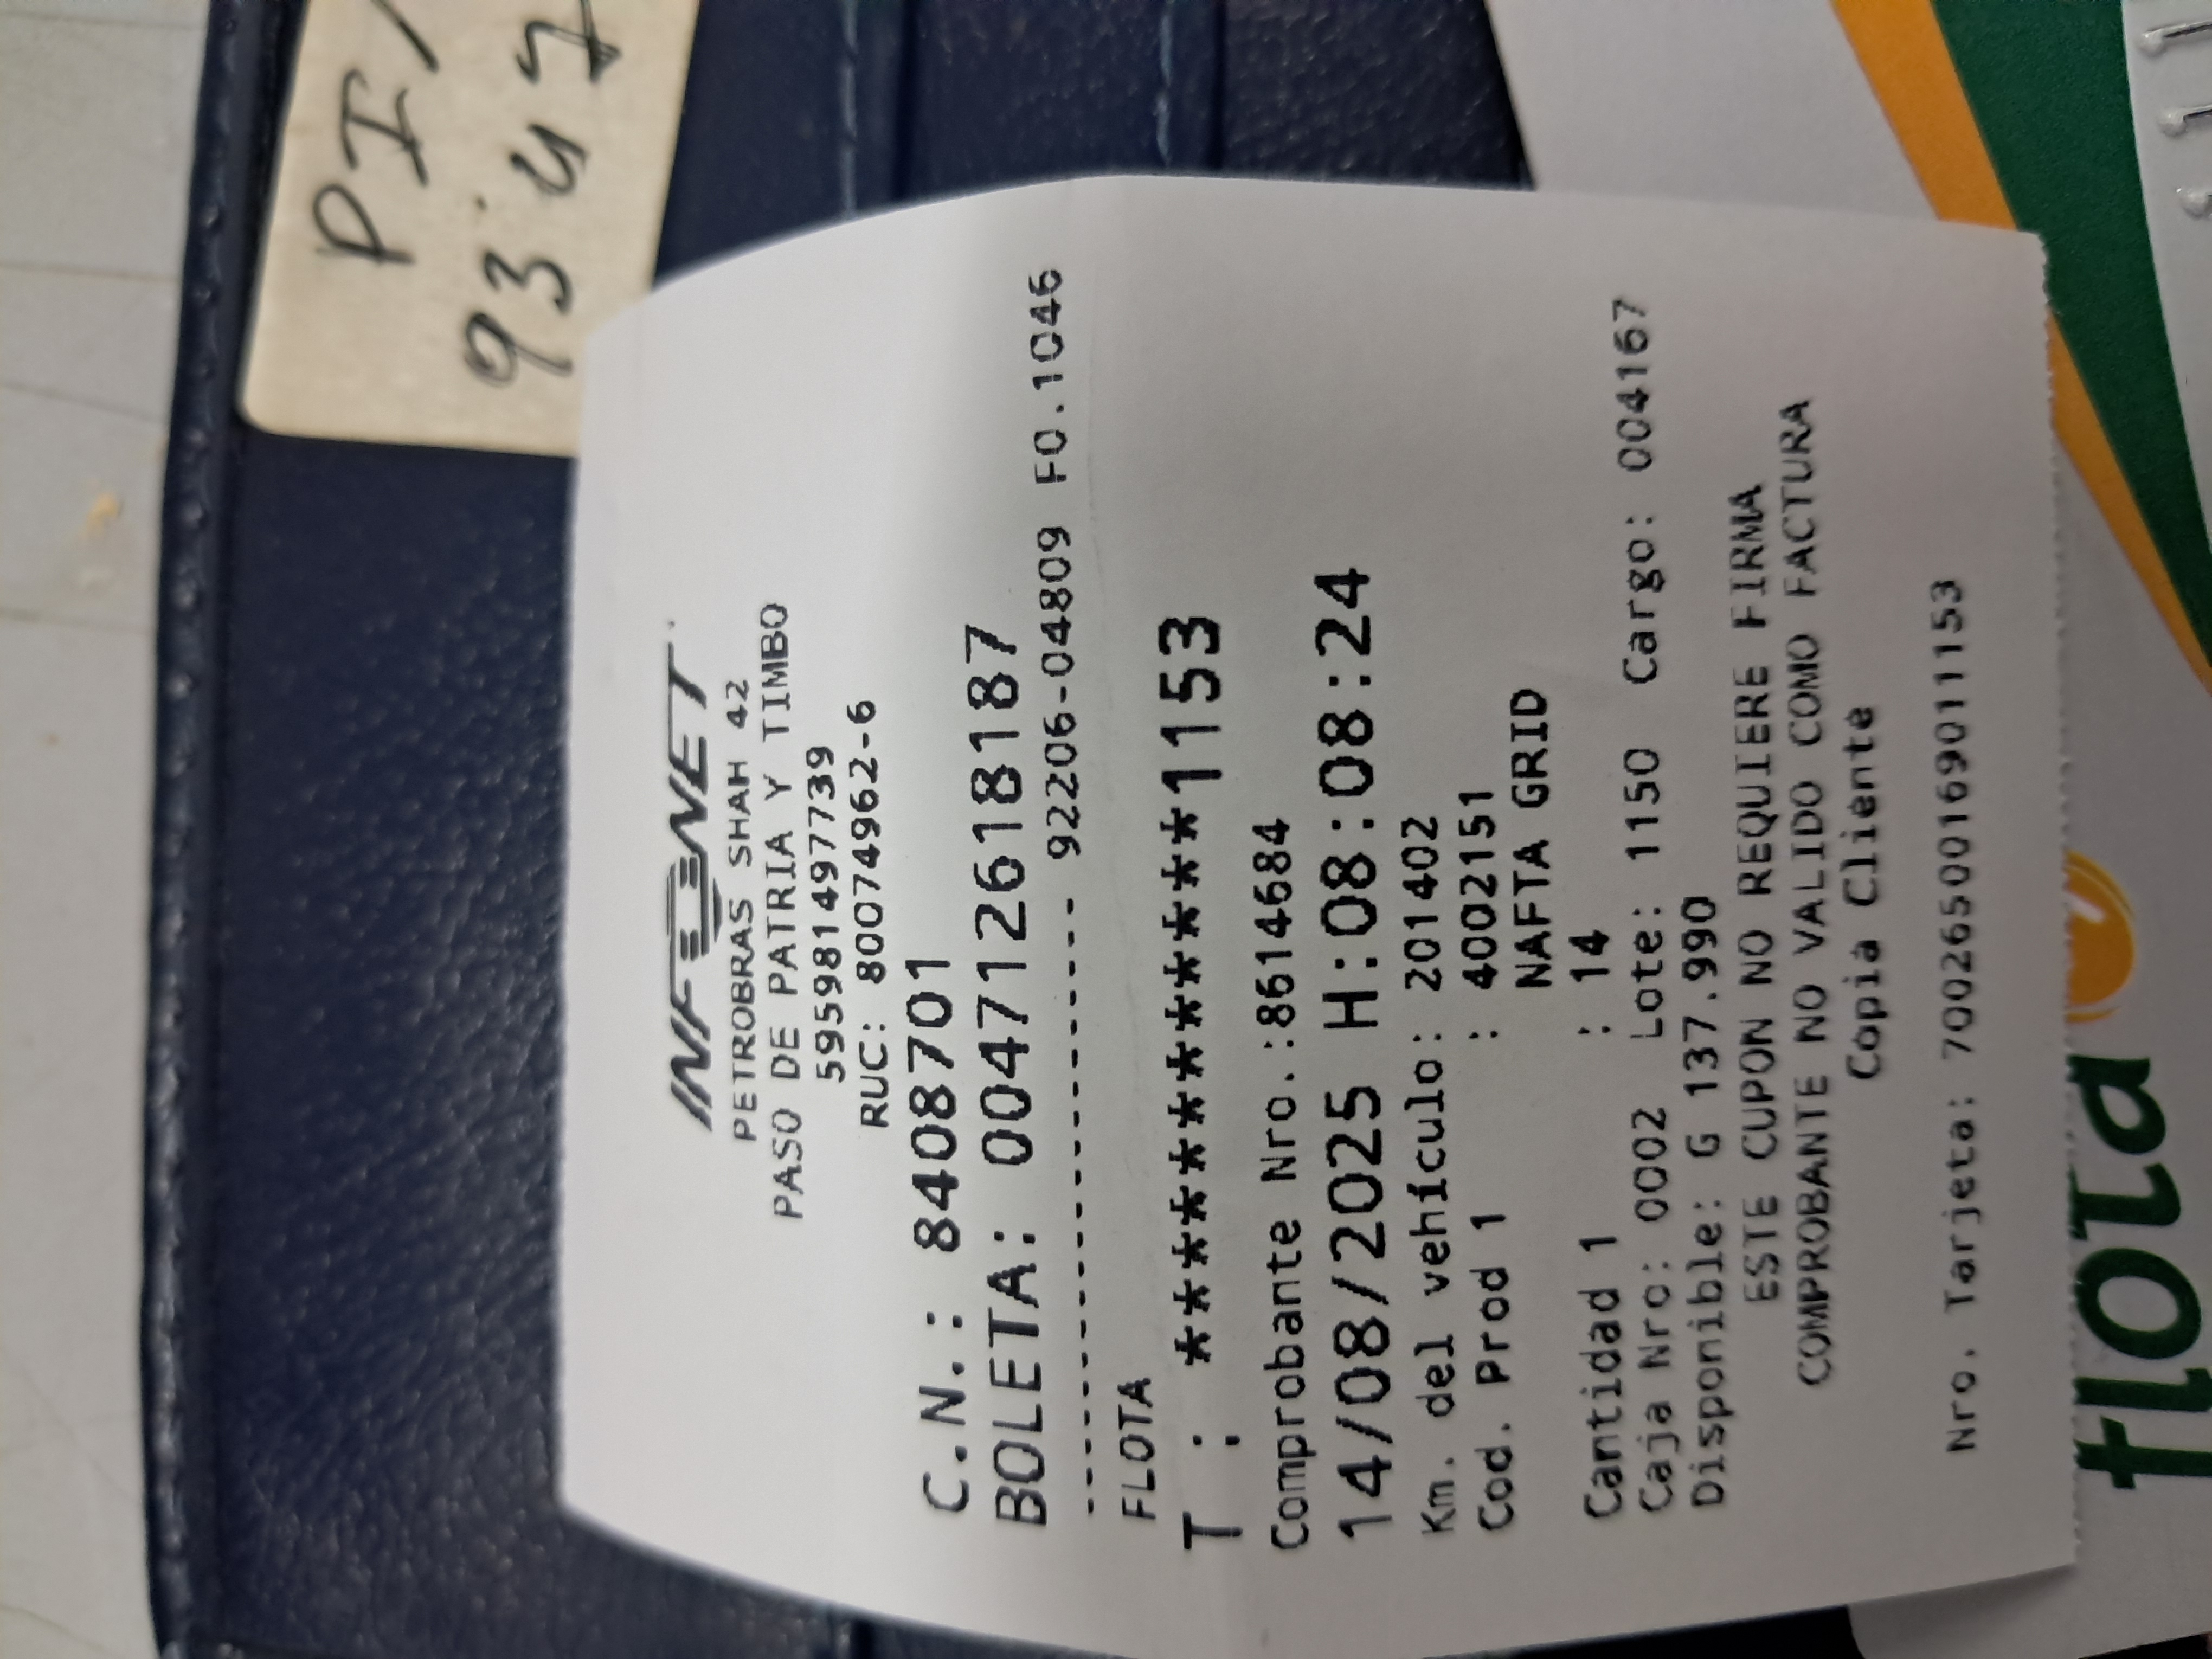 PI/
9347
INFONET
PETROBRAS SHAH 42
PASO DE PATRIA Y TIMBO
595981497739
RUC: 80074962-6
C.N.: 8408701
BOLETA: 004712618187
--------------------- 92206-04809 FO.1046
FLOTA
T : ************1153
Comprobante Nro.:8614684
14/08/2025 H:08:08:24
Km. del vehículo: 201402
Cod. Prod 1 : 4002151
NAFTA GRID
Cantidad 1 : 14
Caja Nro: 0002 Lote: 1150 Cargo: 004167
Disponible: G 137.990
ESTE CUPON NO REQUIERE FIRMA
COMPROBANTE NO VALIDO COMO FACTURA
Copia Cliente
Nro. Tarjeta: 70026500169011153
flota